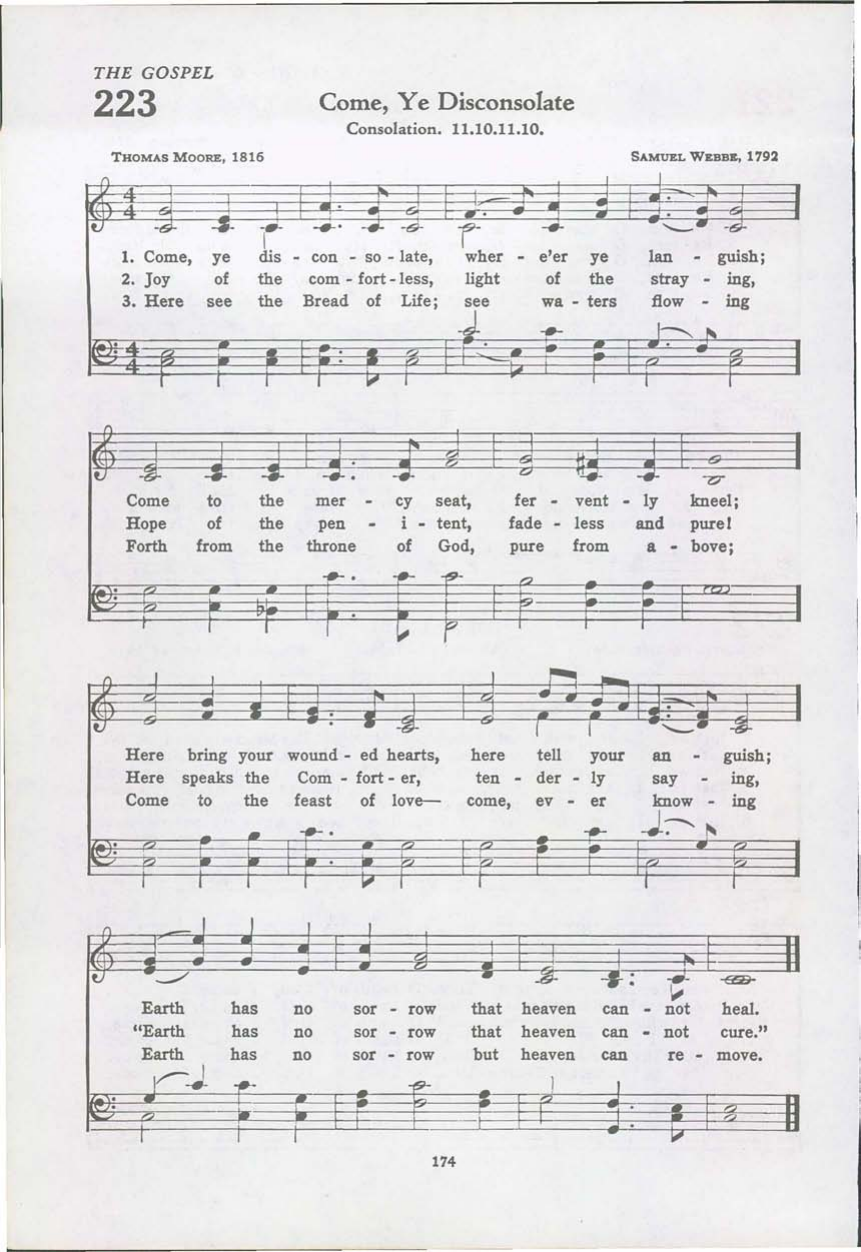 THE GOSPEL
223
Come, Ye Disconsolate
Consolation. 11.10.11.10.
THOMAS MOORE, 1816
SAMUEL WEBBE, 1792
1. Come, ye dis - con - so - late, wher - e'er ye lan - guish;
2. Joy of the com - fort - less, light of the stray - ing,
3. Here see the Bread of Life; see wa - ters flow - ing
Come to the mer - cy seat, fer - vent - ly kneel;
Hope of the pen - i - tent, fade - less and pure!
Forth from the throne of God, pure from a - bove;
Here bring your wound - ed hearts, here tell your an - guish;
Here speaks the Com - fort - er, ten - der - ly say - ing,
Come to the feast of love— come, ev - er know - ing
Earth has no sor - row that heaven can - not heal.
"Earth has no sor - row that heaven can - not cure."
Earth has no sor - row but heaven can re - move.
174